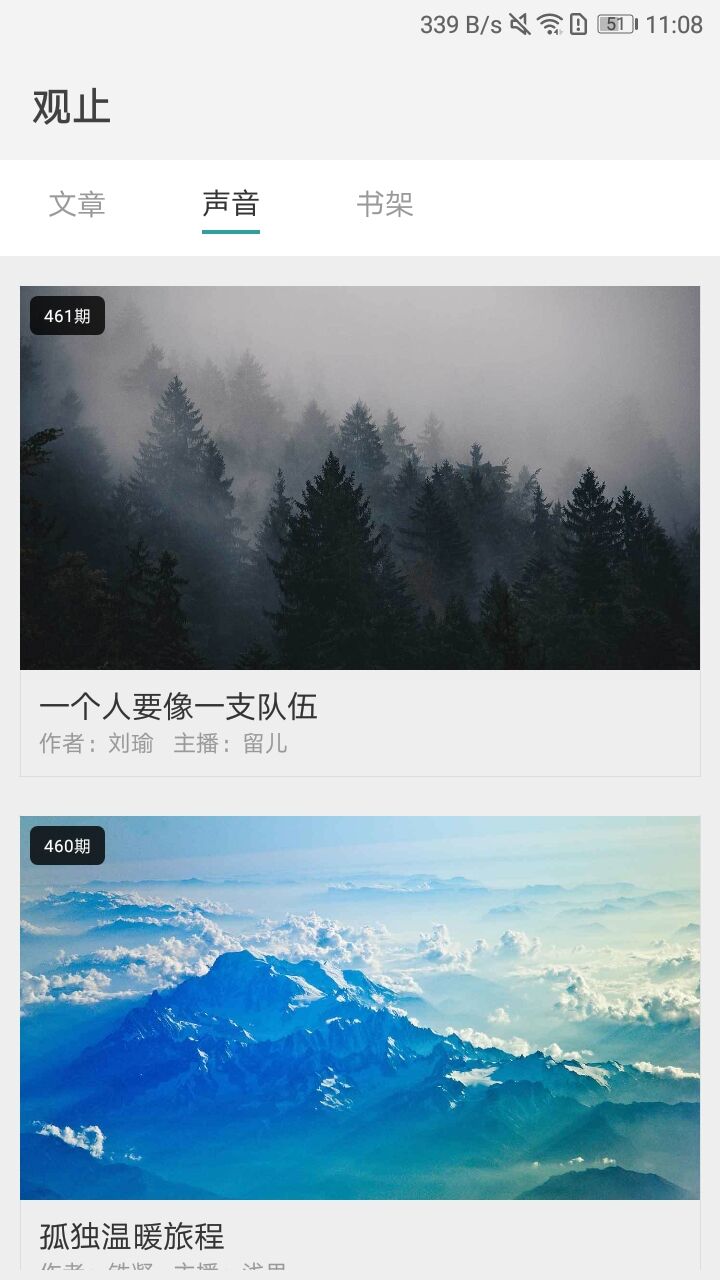 339 B/s 51 11:08
观止
文章 声音 书架
461期
一个人要像一支队伍
作者：刘瑜 主播：留儿
460期
孤独温暖旅程